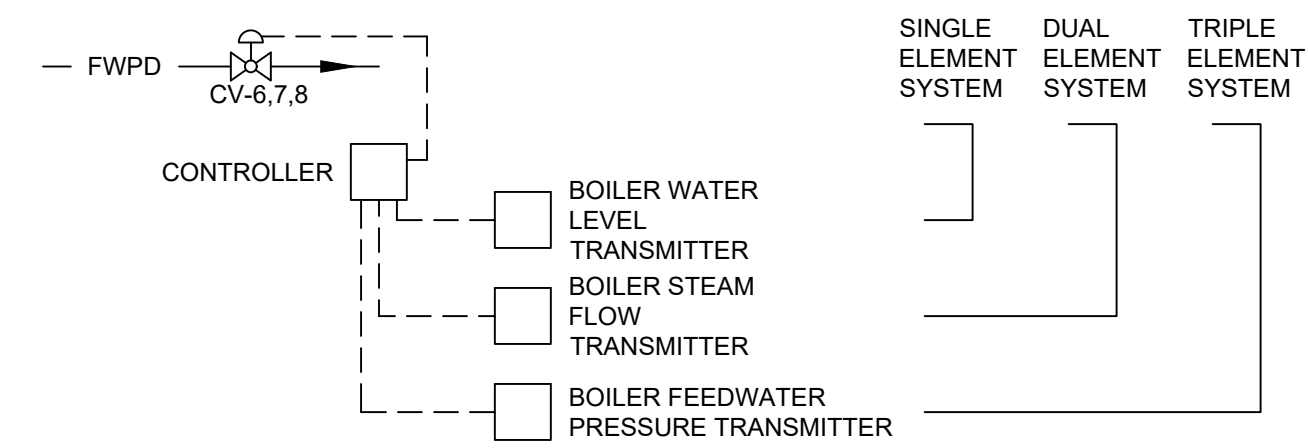 SINGLE
ELEMENT
SYSTEM
DUAL
ELEMENT
SYSTEM
TRIPLE
ELEMENT
SYSTEM
FWPD
CV-6,7,8
CONTROLLER
BOILER WATER
LEVEL
TRANSMITTER
BOILER STEAM
FLOW
TRANSMITTER
BOILER FEEDWATER
PRESSURE TRANSMITTER